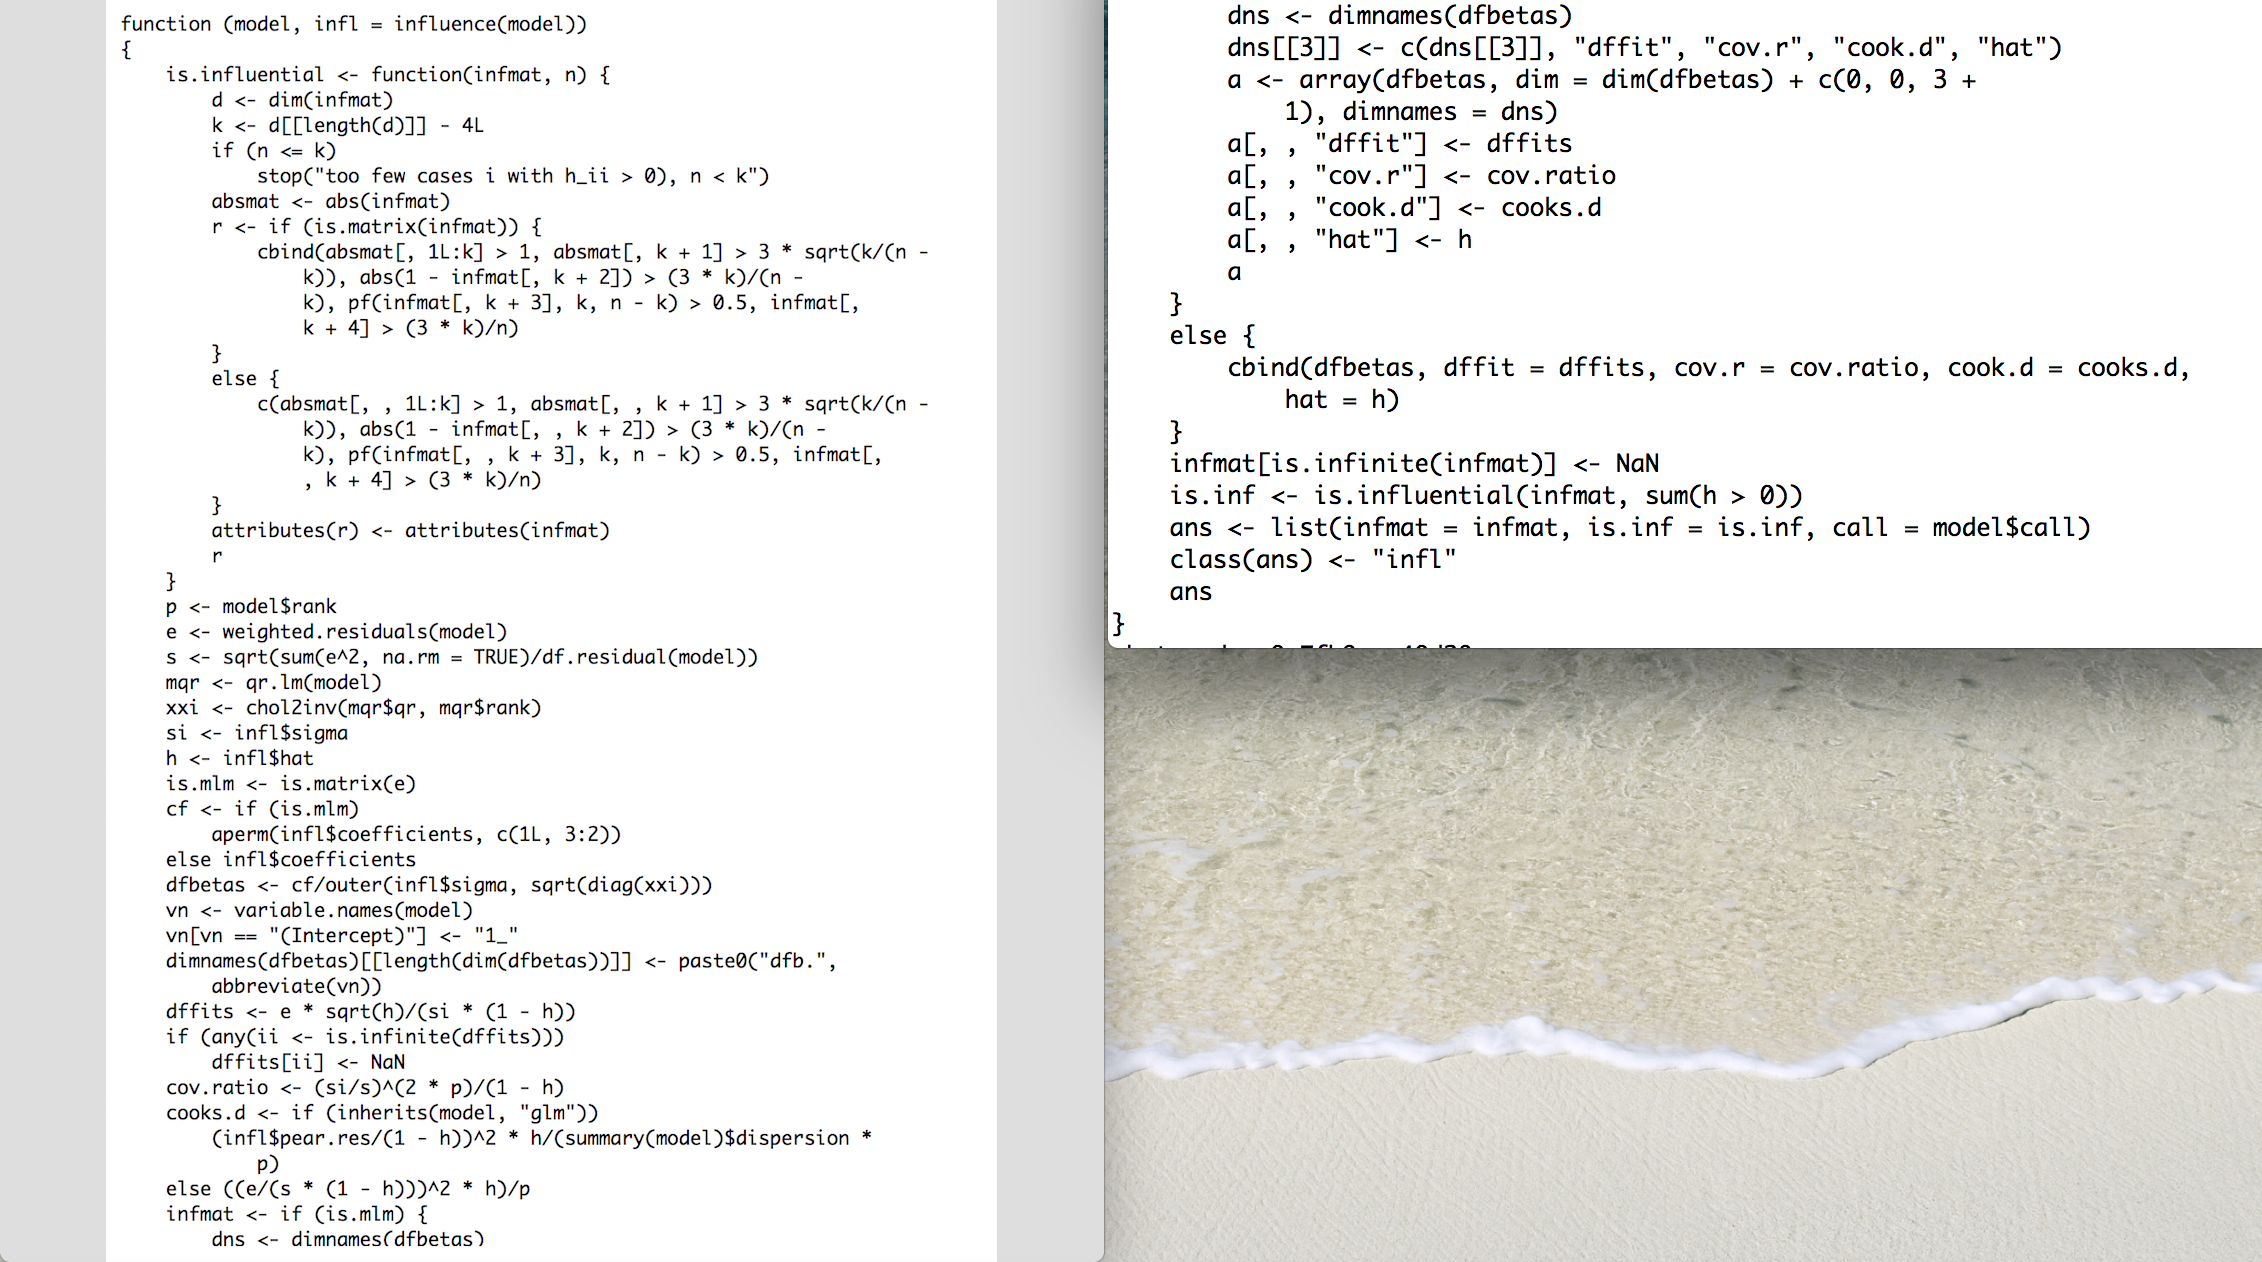 function (model, infl = influence(model))
{
    is.influential <- function(infmat, n) {
        d <- dim(infmat)
        k <- d[[length(d)]] - 4L
        if (n <= k)
            stop("too few cases i with h_ii > 0), n < k")
        absmat <- abs(infmat)
        r <- if (is.matrix(infmat)) {
            cbind(absmat[, 1L:k] > 1, absmat[, k + 1] > 3 * sqrt(k/(n -
                k)), abs(1 - infmat[, k + 2]) > (3 * k)/(n -
                k), pf(infmat[, k + 3], k, n - k) > 0.5, infmat[,
                k + 4] > (3 * k)/n)
        }
        else {
            c(absmat[, , 1L:k] > 1, absmat[, , k + 1] > 3 * sqrt(k/(n -
                k)), abs(1 - infmat[, , k + 2]) > (3 * k)/(n -
                k), pf(infmat[, , k + 3], k, n - k) > 0.5, infmat[,
                , k + 4] > (3 * k)/n)
        }
        attributes(r) <- attributes(infmat)
        r
    }
    p <- model$rank
    e <- weighted.residuals(model)
    s <- sqrt(sum(e^2, na.rm = TRUE)/df.residual(model))
    mqr <- qr.lm(model)
    xxi <- chol2inv(mqr$qr, mqr$rank)
    si <- infl$sigma
    h <- infl$hat
    is.mlm <- is.matrix(e)
    cf <- if (is.mlm)
        aperm(infl$coefficients, c(1L, 3:2))
    else infl$coefficients
    dfbetas <- cf/outer(infl$sigma, sqrt(diag(xxi)))
    vn <- variable.names(model)
    vn[vn == "(Intercept)"] <- "1_"
    dimnames(dfbetas)[[length(dim(dfbetas))]] <- paste0("dfb.",
        abbreviate(vn))
    dffits <- e * sqrt(h)/(si * (1 - h))
    if (any(ii <- is.infinite(dffits)))
        dffits[ii] <- NaN
    cov.ratio <- (si/s)^(2 * p)/(1 - h)
    cooks.d <- if (inherits(model, "glm"))
        (infl$pear.res/(1 - h))^2 * h/(summary(model)$dispersion *
            p)
    else ((e/(s * (1 - h)))^2 * h)/p
    infmat <- if (is.mlm) {
        dns <- dimnames(dfbetas)
        dns <- dimnames(dfbetas)
        dns[[3]] <- c(dns[[3]], "dffit", "cov.r", "cook.d", "hat")
        a <- array(dfbetas, dim = dim(dfbetas) + c(0, 0, 3 +
            1), dimnames = dns)
        a[, , "dffit"] <- dffits
        a[, , "cov.r"] <- cov.ratio
        a[, , "cook.d"] <- cooks.d
        a[, , "hat"] <- h
        a
    }
    else {
        cbind(dfbetas, dffit = dffits, cov.r = cov.ratio, cook.d = cooks.d,
            hat = h)
    }
    infmat[is.infinite(infmat)] <- NaN
    is.inf <- is.influential(infmat, sum(h > 0))
    ans <- list(infmat = infmat, is.inf = is.inf, call = model$call)
    class(ans) <- "infl"
    ans
}